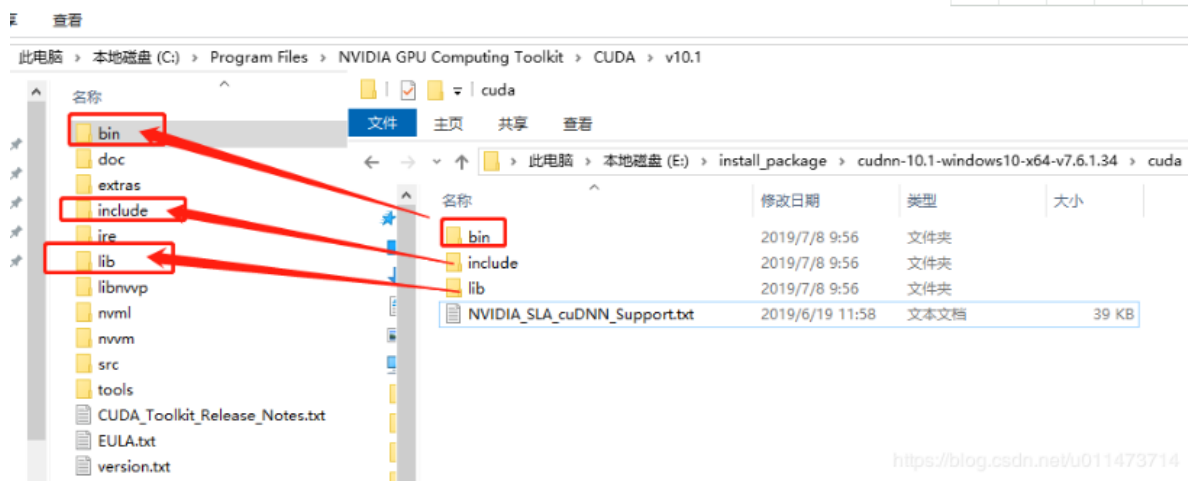 查看
此电脑 > 本地磁盘 (C:) > Program Files > NVIDIA GPU Computing Toolkit > CUDA > v10.1
名称
bin
doc
extras
include
jre
lib
libnvvp
nvml
nvvm
src
tools
CUDA_Toolkit_Release_Notes.txt
EULA.txt
version.txt
cuda
文件 主页 共享 查看
此电脑 > 本地磁盘 (E:) > install_package > cudnn-10.1-windows10-x64-v7.6.1.34 > cuda
名称 修改日期 类型 大小
bin 2019/7/8 9:56 文件夹
include 2019/7/8 9:56 文件夹
lib 2019/7/8 9:56 文件夹
NVIDIA_SLA_cuDNN_Support.txt 2019/6/19 11:58 文本文档 39 KB
https://blog.csdn.net/u011473714